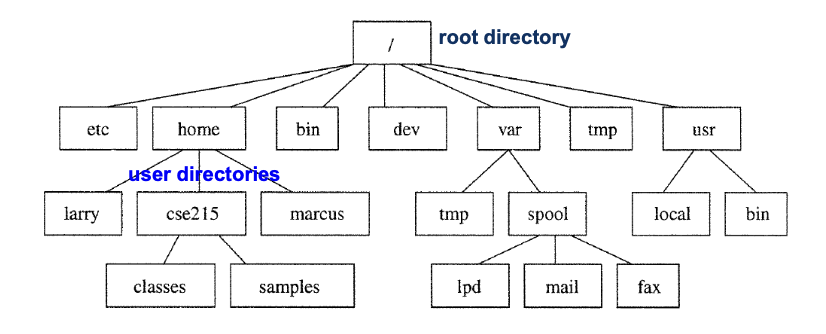 / root directory
etc home bin dev var tmp usr
user directories
larry cse215 marcus tmp spool local bin
classes samples lpd mail fax